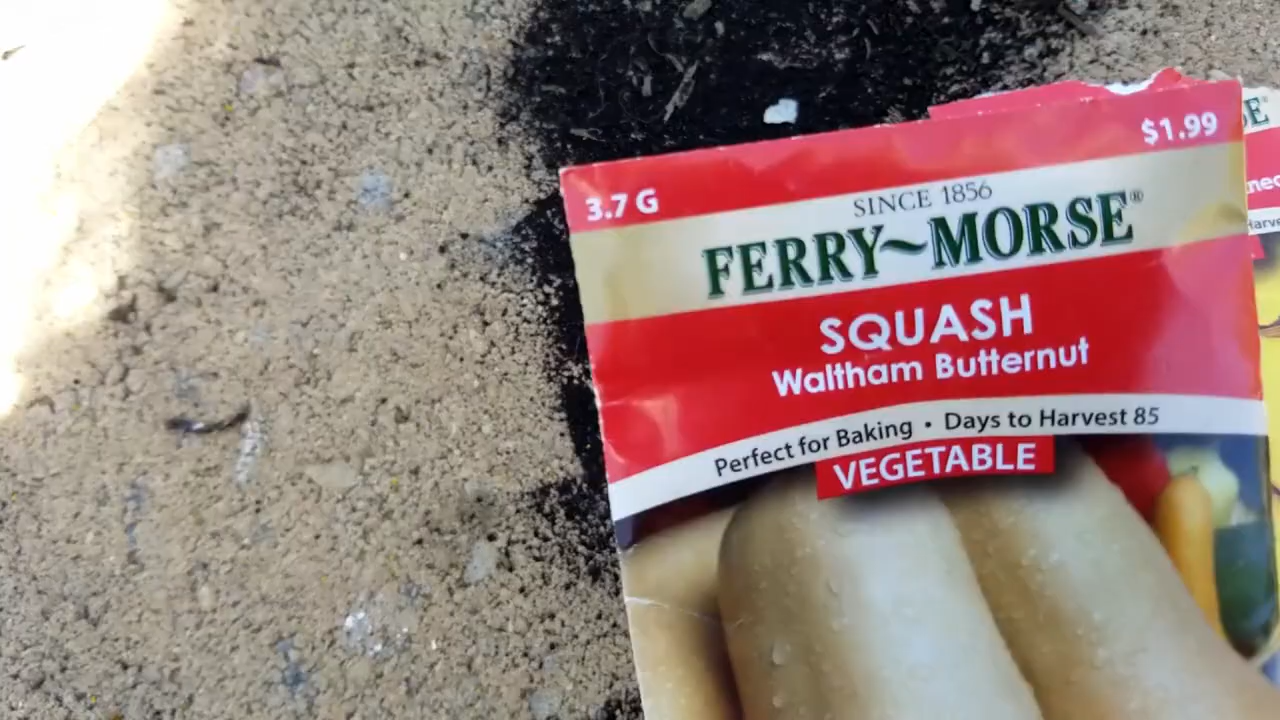 $1.99
3.7 G
SINCE 1856
FERRY~MORSE®
SQUASH
Waltham Butternut
Perfect for Baking • Days to Harvest 85
VEGETABLE